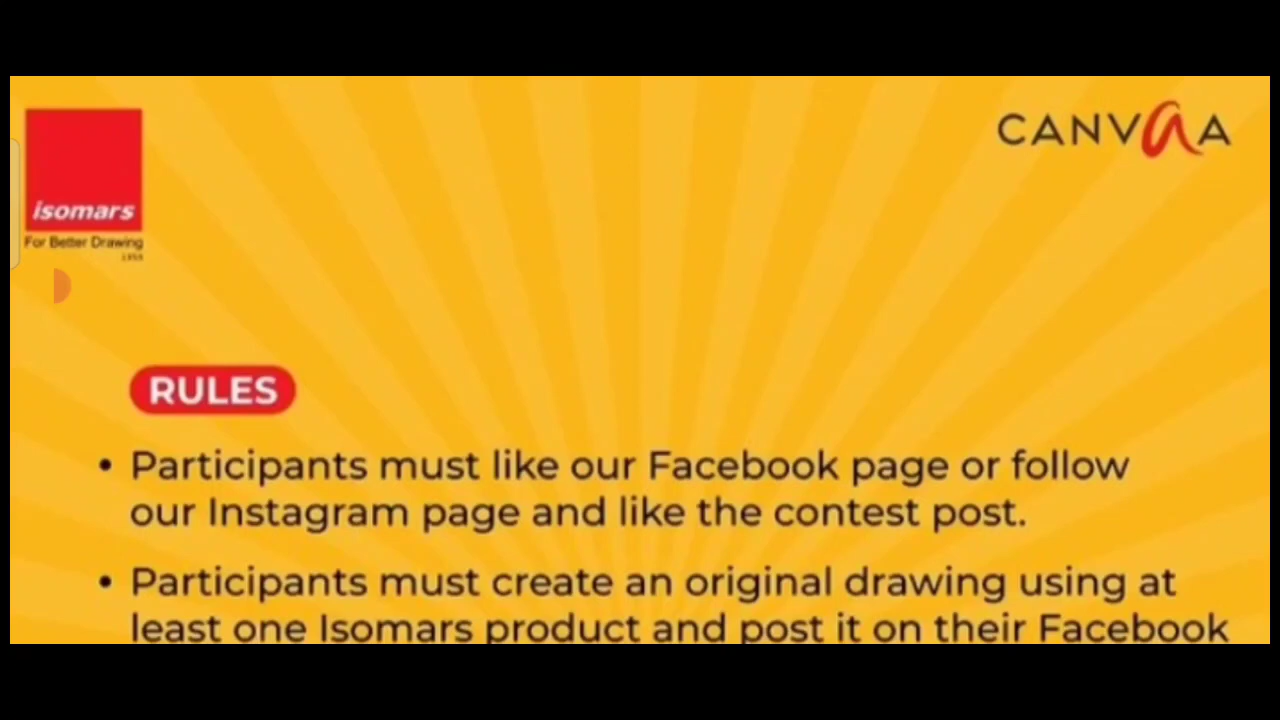 isomars
For Better Drawing
CANVAA
RULES
• Participants must like our Facebook page or follow
our Instagram page and like the contest post.
• Participants must create an original drawing using at
least one Isomars product and post it on their Facebook